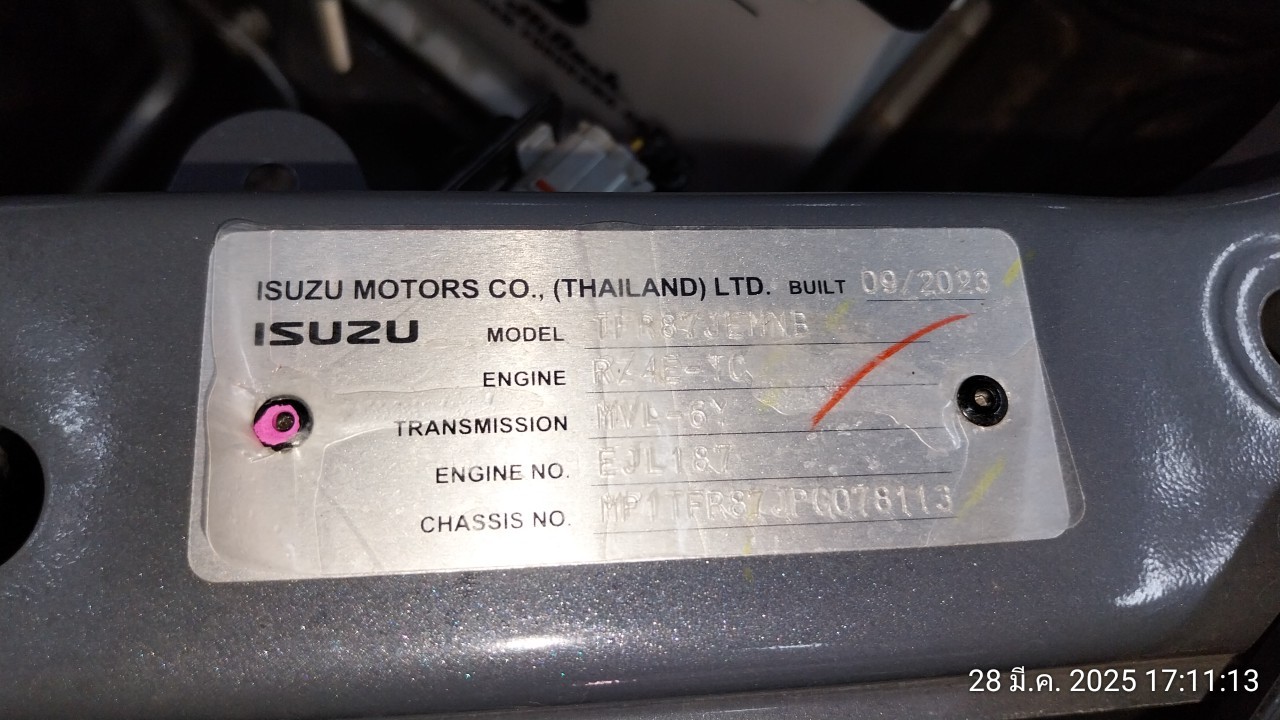 ISUZU MOTORS CO., (THAILAND) LTD. BUILT 09/2023
ISUZU MODEL TFR87JEMNB
ENGINE RZ4E-TC
TRANSMISSION MVL-6Y
ENGINE NO. EJL187
CHASSIS NO. MP1TFR87JPG078113
28 มี.ค. 2025 17:11:13